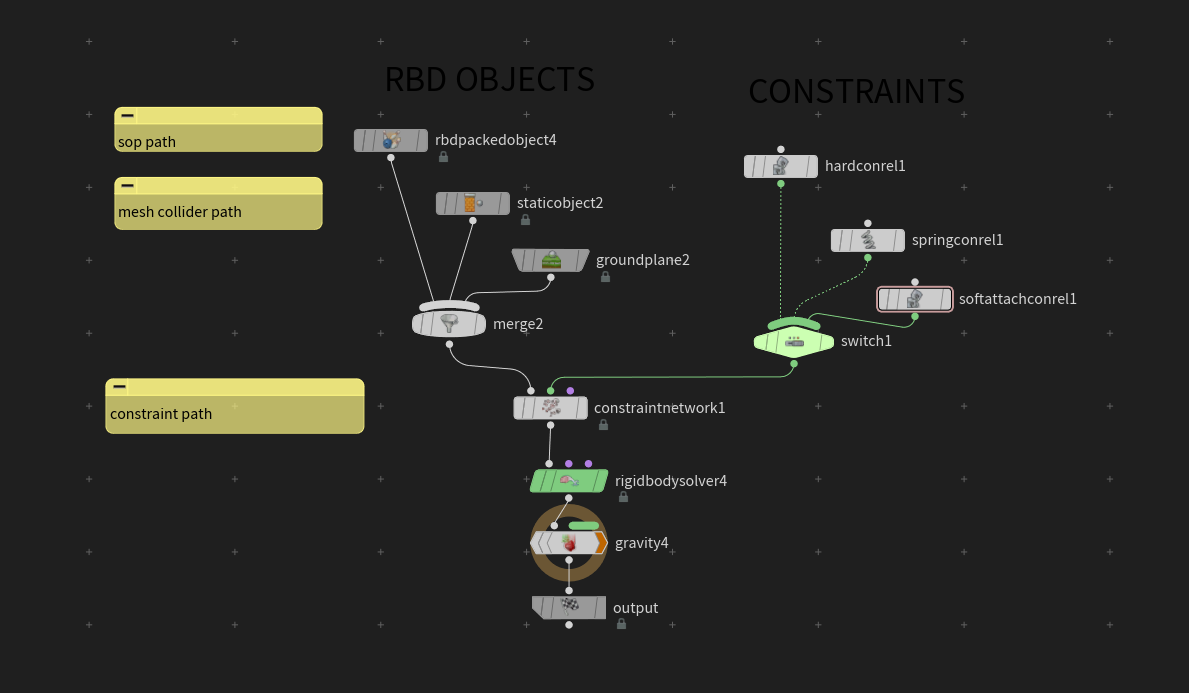 RBD OBJECTS
CONSTRAINTS
sop path
rbdpackedobject4
hardconrel1
mesh collider path
staticobject2
springconrel1
groundplane2
softattachconrel1
merge2
switch1
constraint path
constraintnetwork1
rigidbodysolver4
gravity4
output